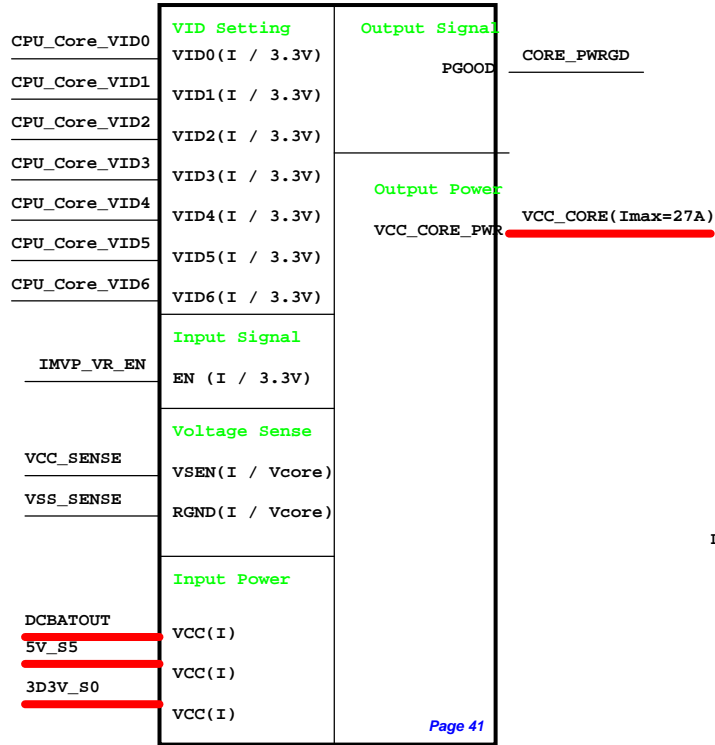 CPU_Core_VID0
CPU_Core_VID1
CPU_Core_VID2
CPU_Core_VID3
CPU_Core_VID4
CPU_Core_VID5
CPU_Core_VID6
IMVP_VR_EN
VCC_SENSE
VSS_SENSE
DCBATOUT
5V_S5
3D3V_S0
VID Setting
VID0(I / 3.3V)
VID1(I / 3.3V)
VID2(I / 3.3V)
VID3(I / 3.3V)
VID4(I / 3.3V)
VID5(I / 3.3V)
VID6(I / 3.3V)
Input Signal
EN (I / 3.3V)
Voltage Sense
VSEN(I / Vcore)
RGND(I / Vcore)
Input Power
VCC(I)
VCC(I)
VCC(I)
Output Signal
PGOOD
Output Power
VCC_CORE_PWR
Page 41
CORE_PWRGD
VCC_CORE(Imax=27A)